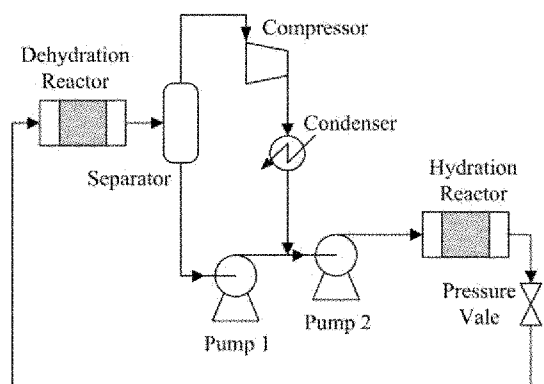 Compressor
Dehydration
Reactor
Condenser
Separator
Hydration
Reactor
Pressure
Vale
Pump 2
Pump 1